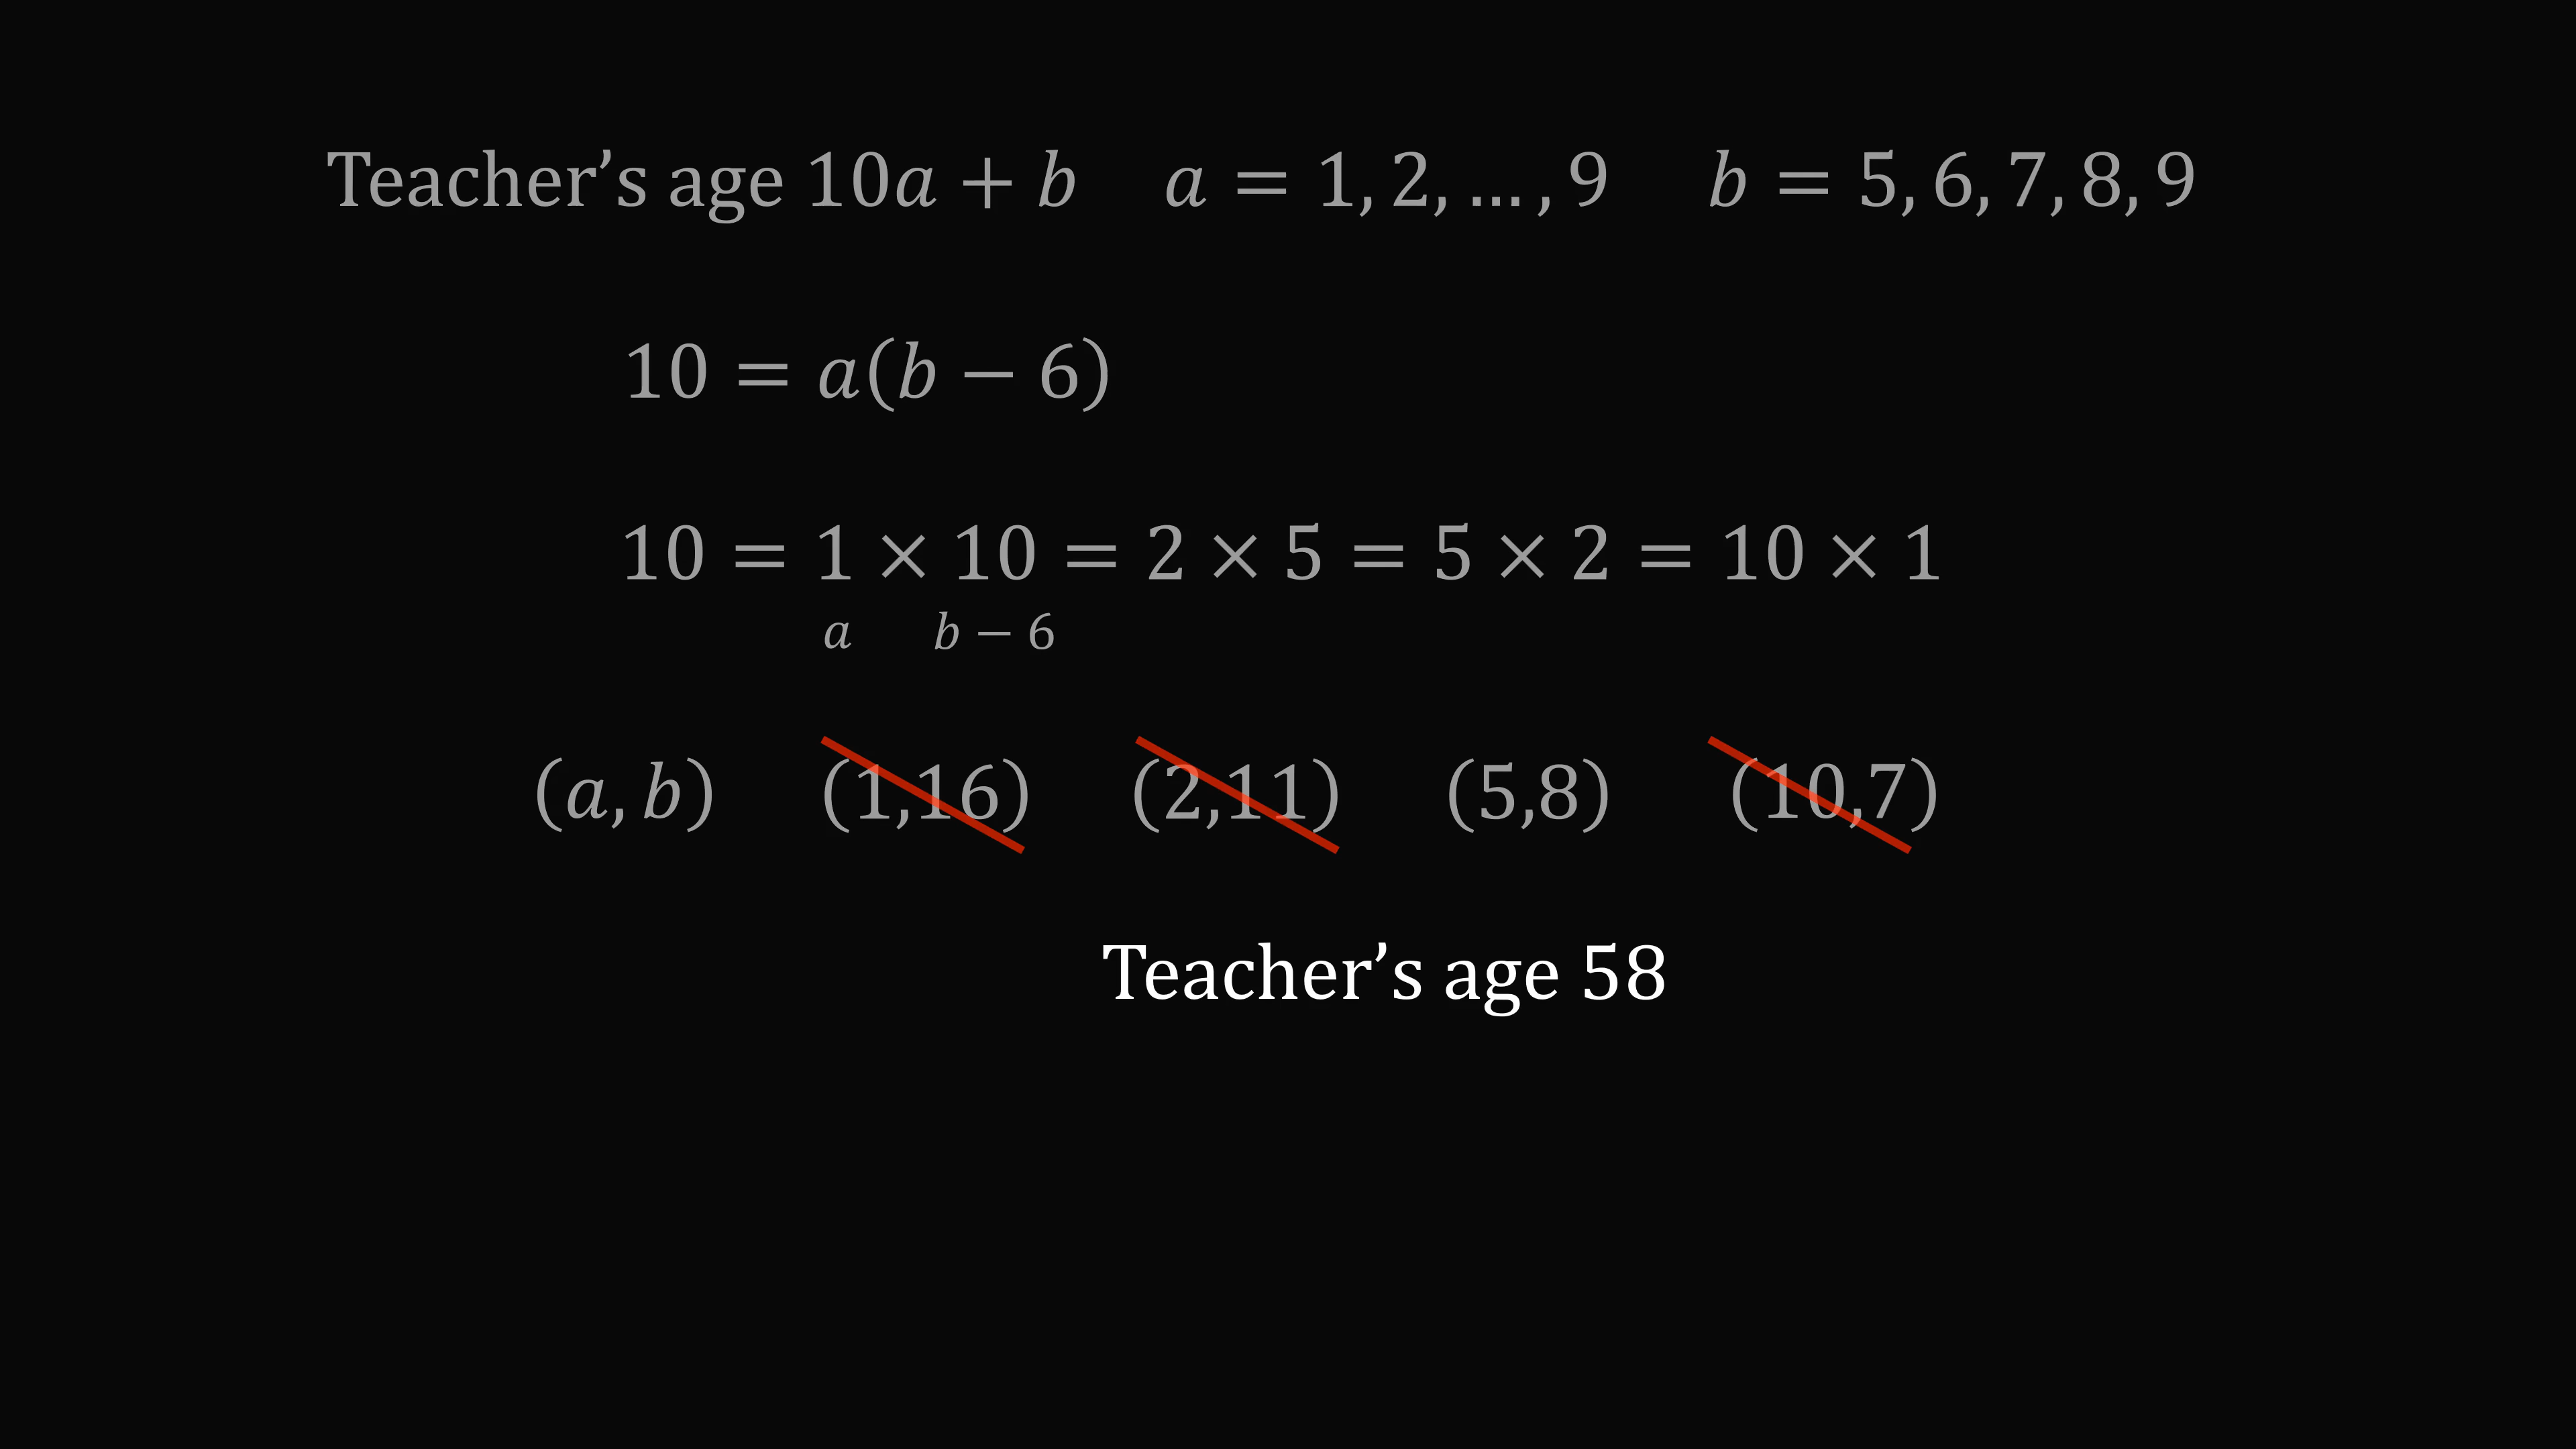 Teacher’s age 10a + b a = 1, 2, … , 9 b = 5, 6, 7, 8, 9
10 = a(b − 6)
10 = 1 × 10 = 2 × 5 = 5 × 2 = 10 × 1
a b − 6
(a, b) (1,16) (2,11) (5,8) (10,7)
Teacher’s age 58